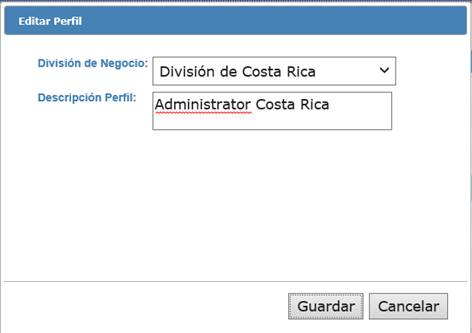 Editar Perfil
División de Negocio: División de Costa Rica
Descripción Perfil: Administrator Costa Rica
Guardar Cancelar